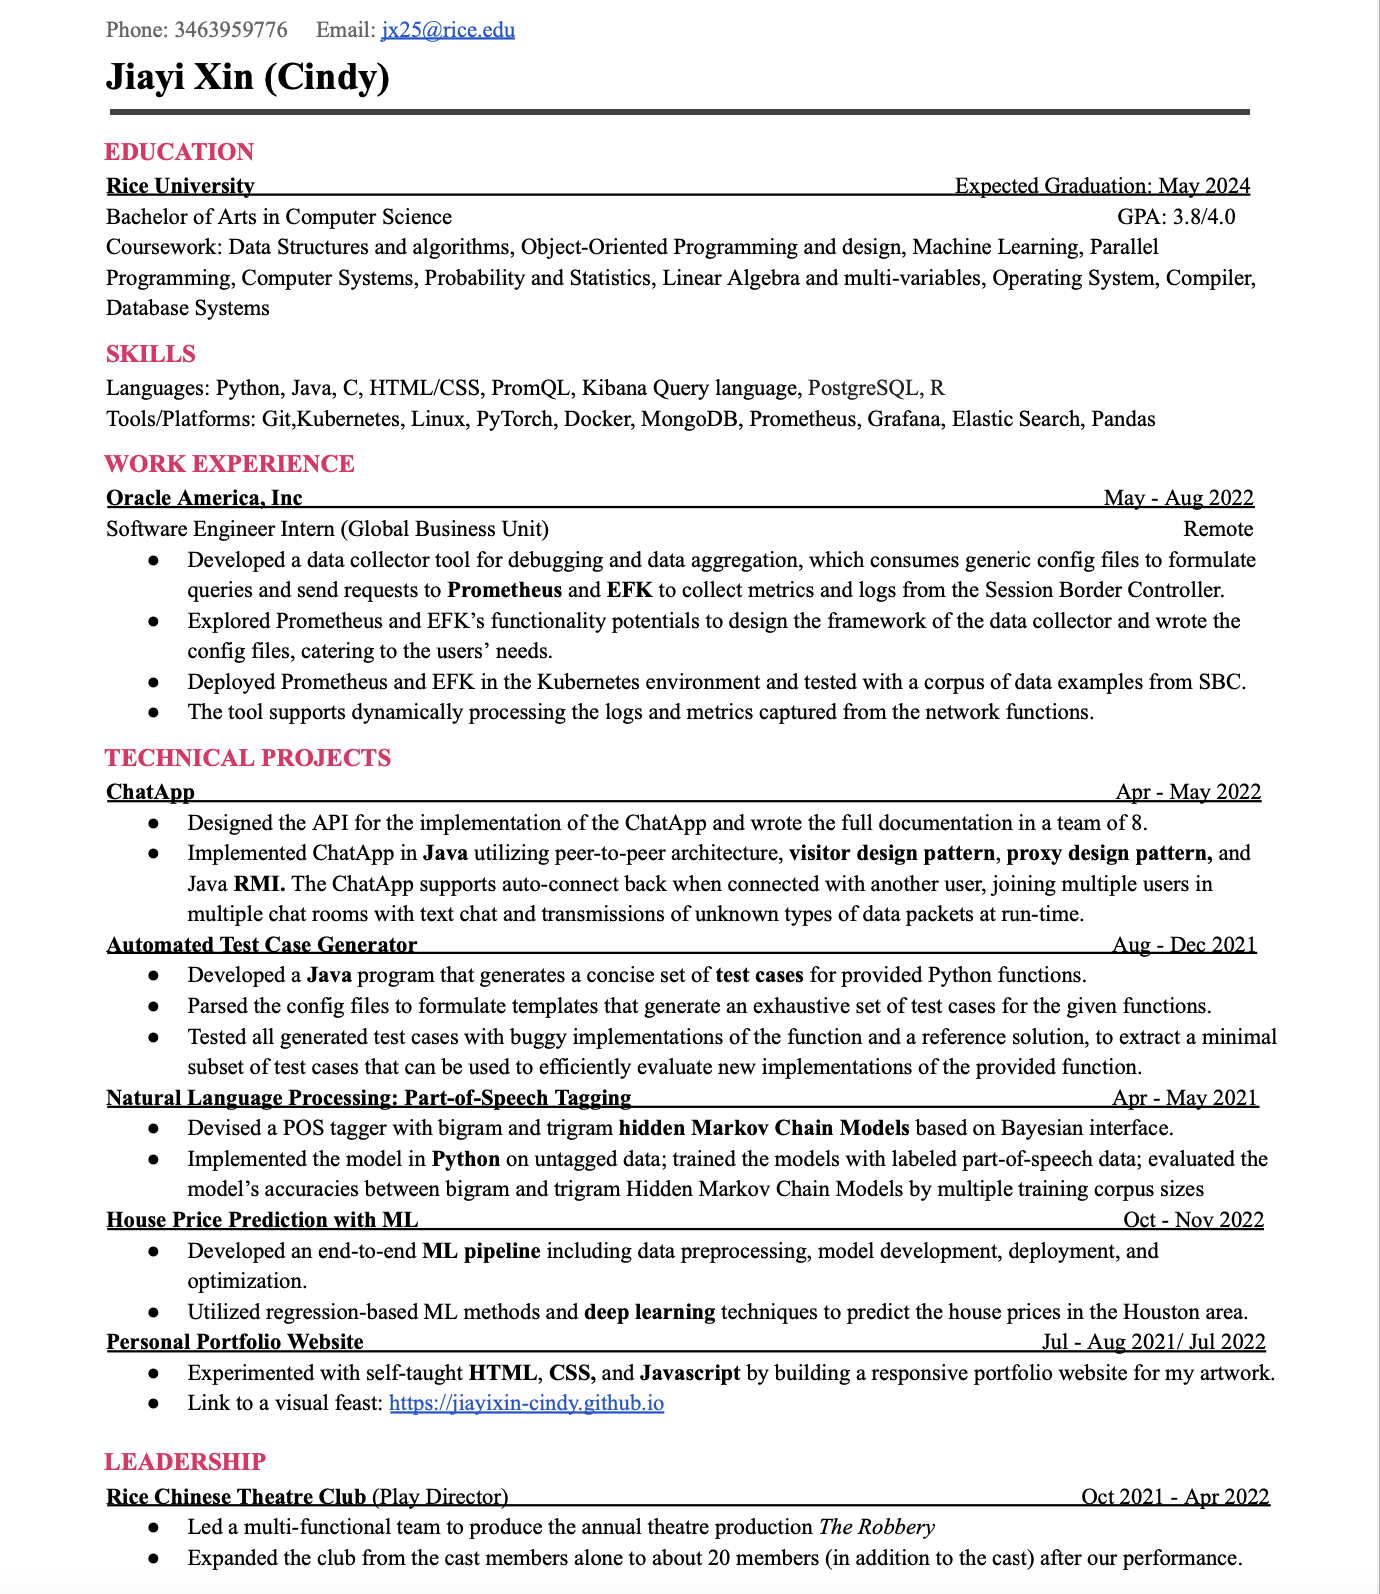 Phone: 3463959776 Email: jx25@rice.edu
Jiayi Xin (Cindy)
EDUCATION
Rice University Expected Graduation: May 2024
Bachelor of Arts in Computer Science GPA: 3.8/4.0
Coursework: Data Structures and algorithms, Object-Oriented Programming and design, Machine Learning, Parallel
Programming, Computer Systems, Probability and Statistics, Linear Algebra and multi-variables, Operating System, Compiler,
Database Systems
SKILLS
Languages: Python, Java, C, HTML/CSS, PromQL, Kibana Query language, PostgreSQL, R
Tools/Platforms: Git,Kubernetes, Linux, PyTorch, Docker, MongoDB, Prometheus, Grafana, Elastic Search, Pandas
WORK EXPERIENCE
Oracle America, Inc May - Aug 2022
Software Engineer Intern (Global Business Unit) Remote
● Developed a data collector tool for debugging and data aggregation, which consumes generic config files to formulate
queries and send requests to Prometheus and EFK to collect metrics and logs from the Session Border Controller.
● Explored Prometheus and EFK’s functionality potentials to design the framework of the data collector and wrote the
config files, catering to the users’ needs.
● Deployed Prometheus and EFK in the Kubernetes environment and tested with a corpus of data examples from SBC.
● The tool supports dynamically processing the logs and metrics captured from the network functions.
TECHNICAL PROJECTS
ChatApp Apr - May 2022
● Designed the API for the implementation of the ChatApp and wrote the full documentation in a team of 8.
● Implemented ChatApp in Java utilizing peer-to-peer architecture, visitor design pattern, proxy design pattern, and
Java RMI. The ChatApp supports auto-connect back when connected with another user, joining multiple users in
multiple chat rooms with text chat and transmissions of unknown types of data packets at run-time.
Automated Test Case Generator Aug - Dec 2021
● Developed a Java program that generates a concise set of test cases for provided Python functions.
● Parsed the config files to formulate templates that generate an exhaustive set of test cases for the given functions.
● Tested all generated test cases with buggy implementations of the function and a reference solution, to extract a minimal
subset of test cases that can be used to efficiently evaluate new implementations of the provided function.
Natural Language Processing: Part-of-Speech Tagging Apr - May 2021
● Devised a POS tagger with bigram and trigram hidden Markov Chain Models based on Bayesian interface.
● Implemented the model in Python on untagged data; trained the models with labeled part-of-speech data; evaluated the
model’s accuracies between bigram and trigram Hidden Markov Chain Models by multiple training corpus sizes
House Price Prediction with ML Oct - Nov 2022
● Developed an end-to-end ML pipeline including data preprocessing, model development, deployment, and
optimization.
● Utilized regression-based ML methods and deep learning techniques to predict the house prices in the Houston area.
Personal Portfolio Website Jul - Aug 2021/ Jul 2022
● Experimented with self-taught HTML, CSS, and Javascript by building a responsive portfolio website for my artwork.
● Link to a visual feast: https://jiayixin-cindy.github.io
LEADERSHIP
Rice Chinese Theatre Club (Play Director) Oct 2021 - Apr 2022
● Led a multi-functional team to produce the annual theatre production The Robbery
● Expanded the club from the cast members alone to about 20 members (in addition to the cast) after our performance.